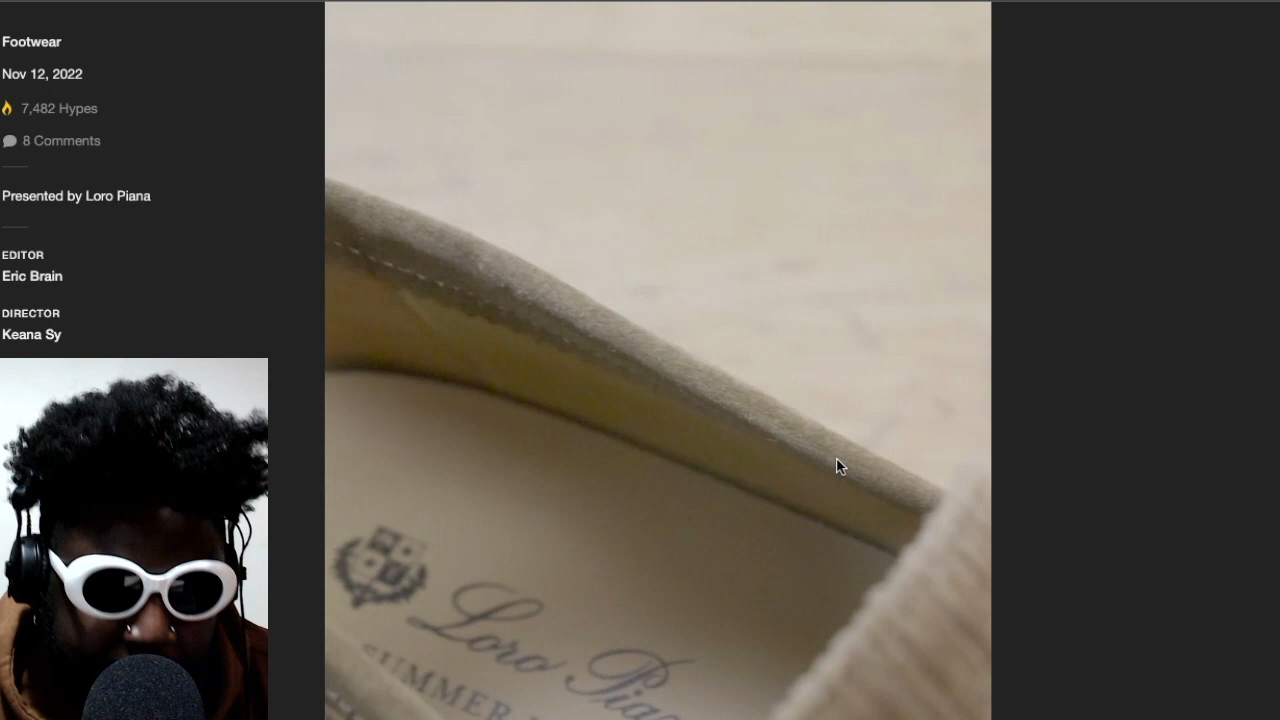 Footwear
Nov 12, 2022
7,482 Hypes
8 Comments
Presented by Loro Piana
EDITOR
Eric Brain
DIRECTOR
Keana Sy
Loro
SUMMER